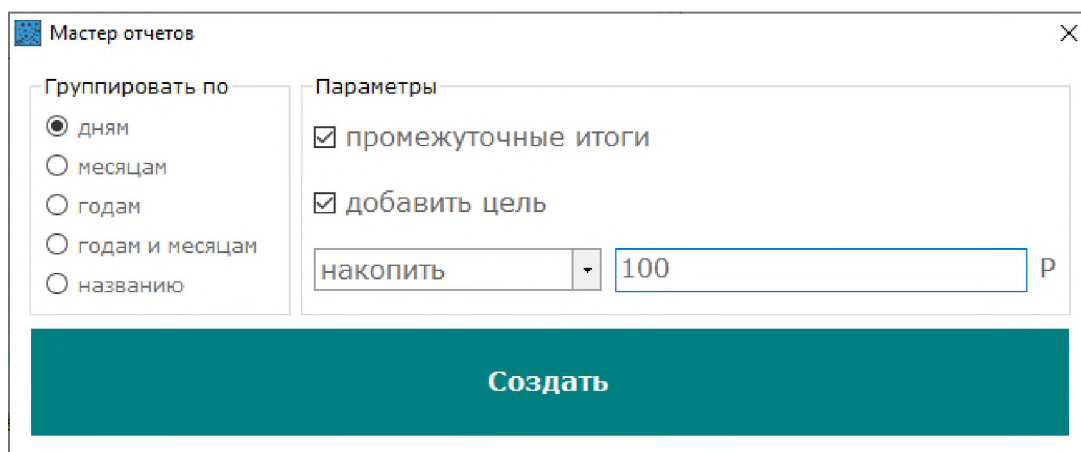 Мастер отчетов
Группировать по
дням
месяцам
годам
годам и месяцам
названию
Параметры
промежуточные итоги
добавить цель
накопить 100 Р
Создать